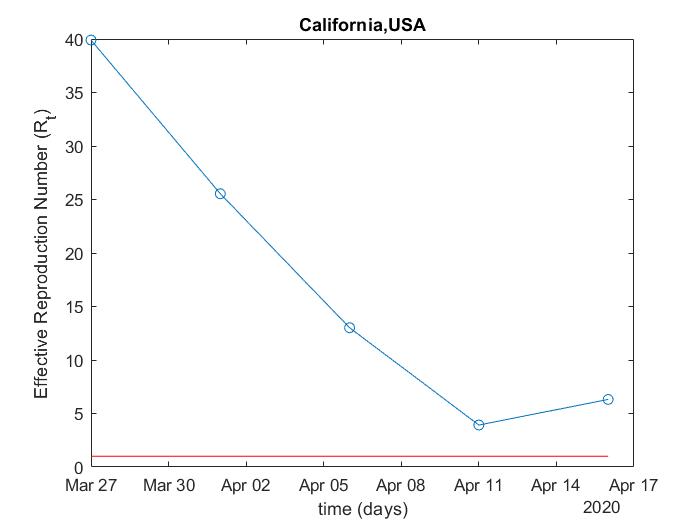 California,USA
40
35
30
25
20
15
10
5
0
Effective Reproduction Number (Rt)
Mar 27 Mar 30 Apr 02 Apr 05 Apr 08 Apr 11 Apr 14 Apr 17
time (days)
2020